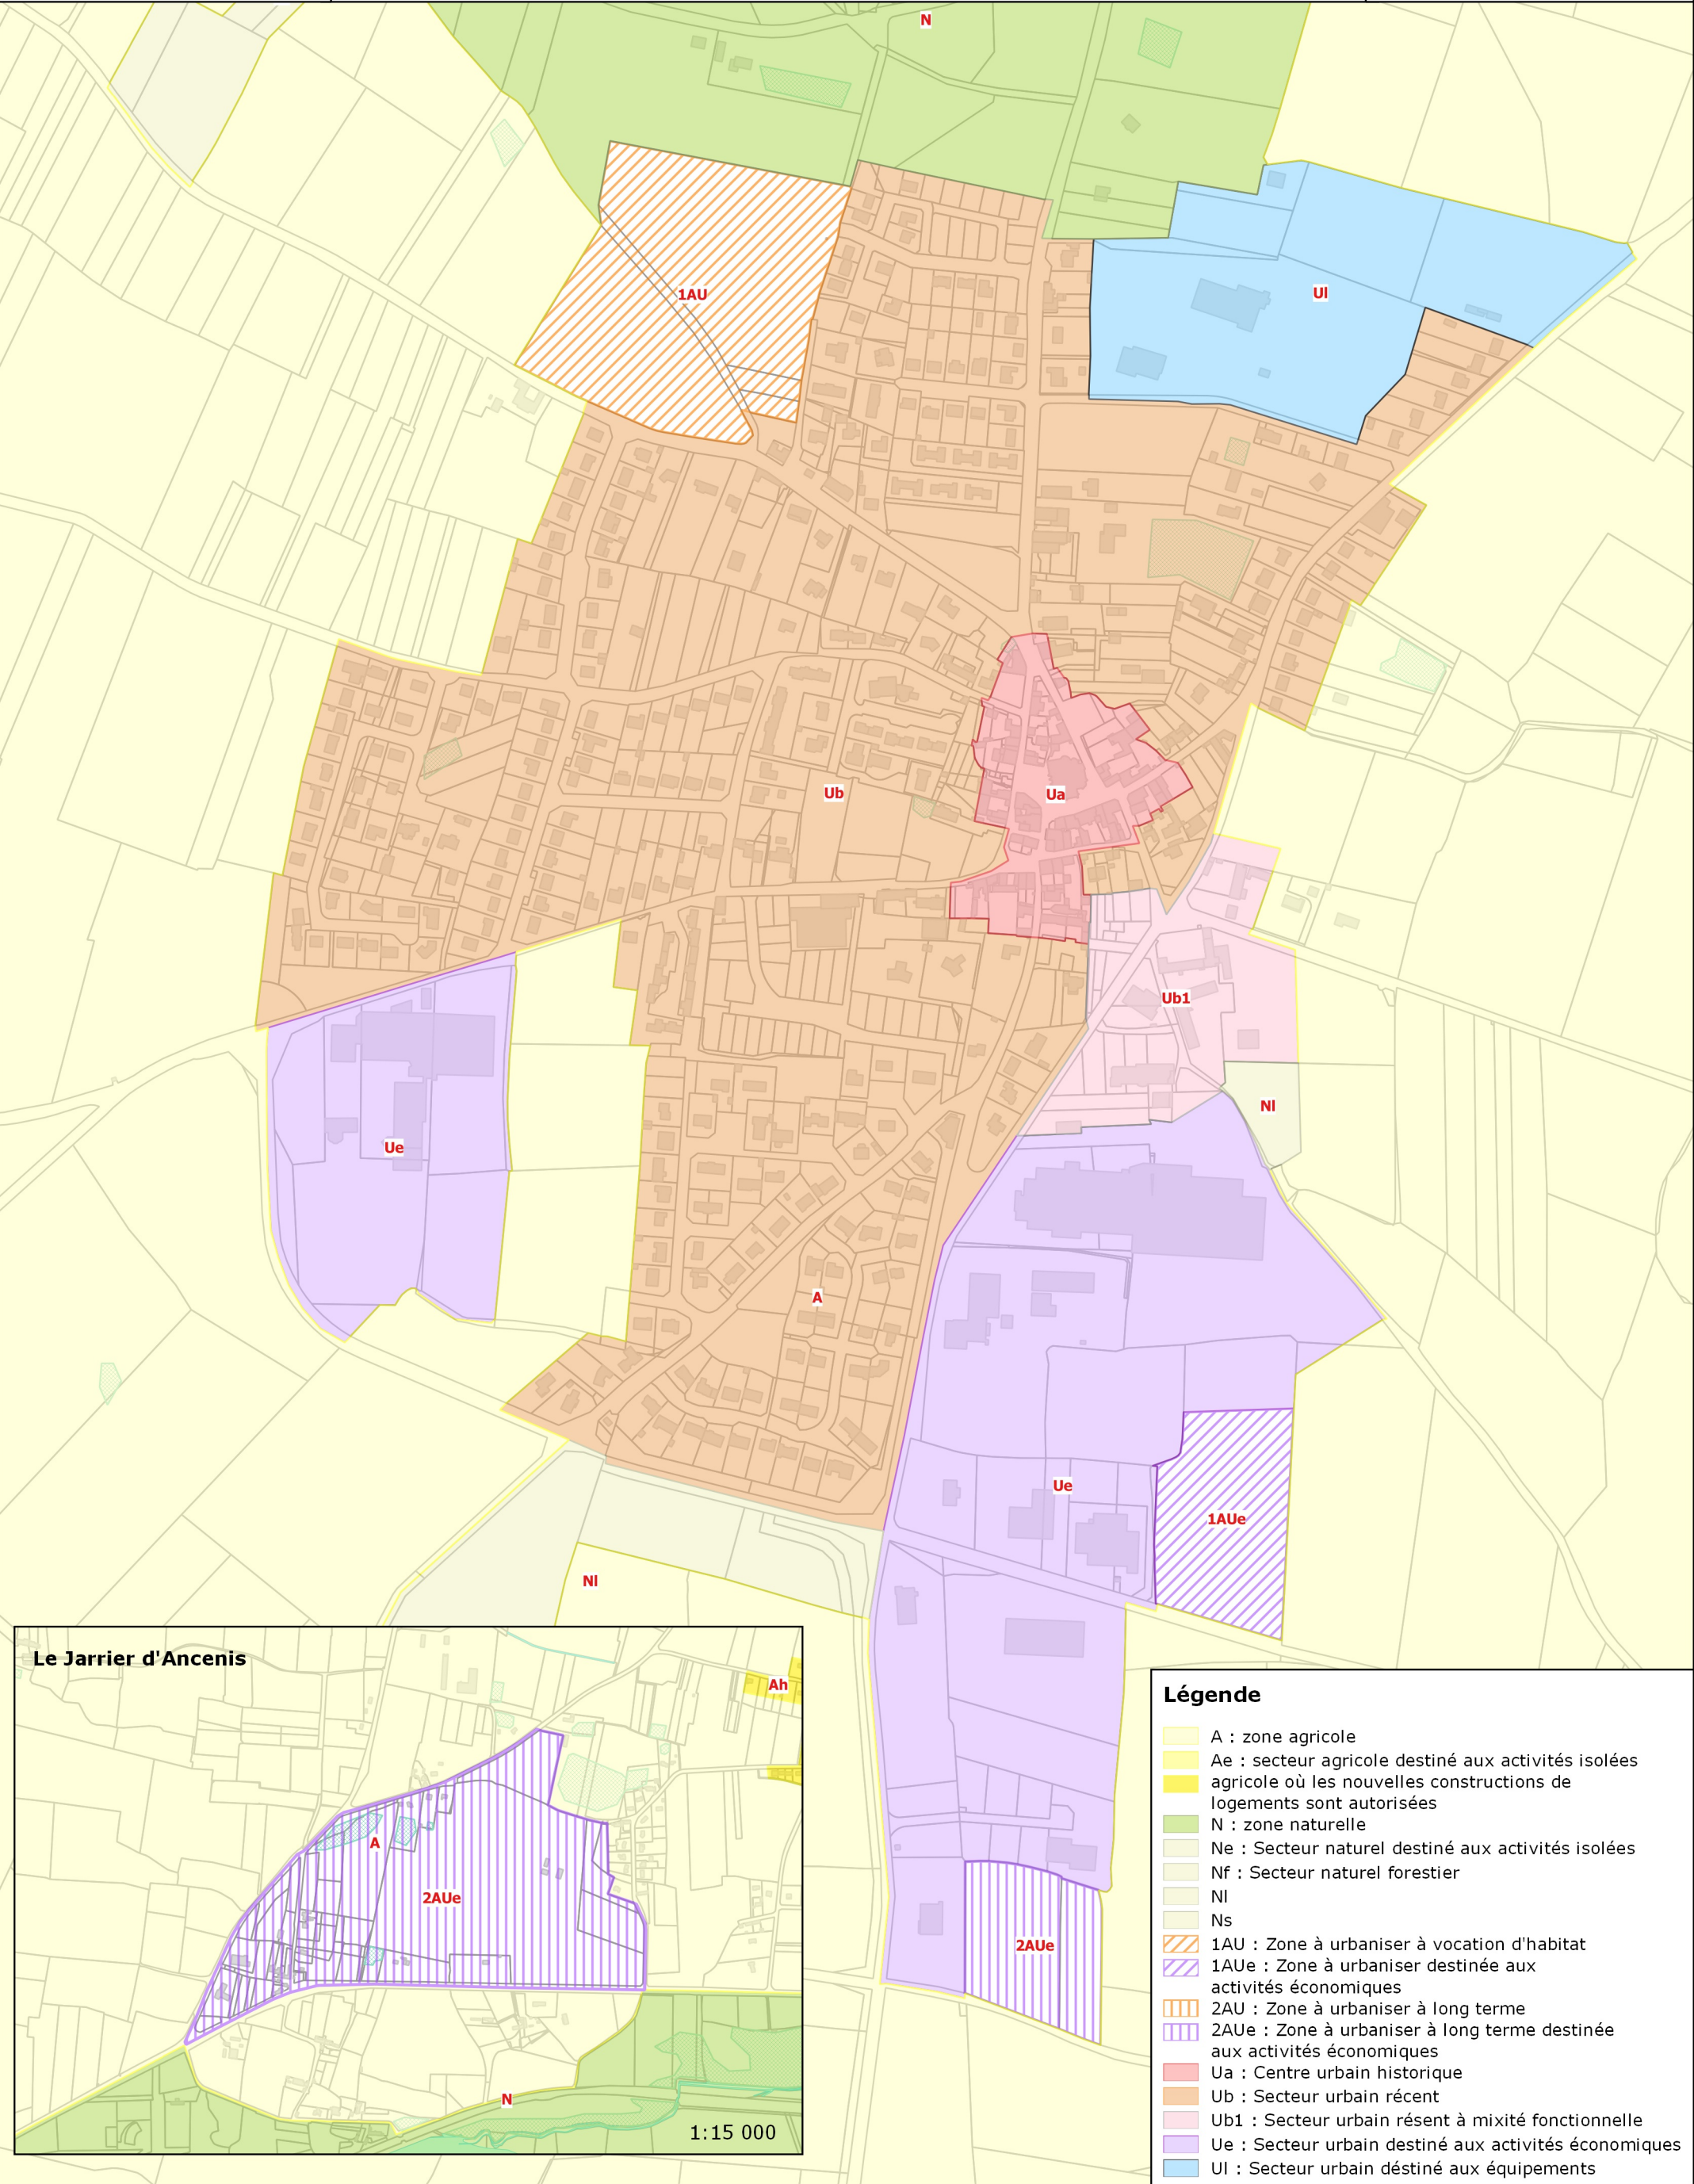 N
1AU
Ul
Ub
Ua
Ub1
Nl
Ue
A
Ue
1AUe
Nl
2AUe
Le Jarrier d'Ancenis
Ah
A
2AUe
N
1:15 000
Légende
A : zone agricole
Ae : secteur agricole destiné aux activités isolées
agricole où les nouvelles constructions de
logements sont autorisées
N : zone naturelle
Ne : Secteur naturel destiné aux activités isolées
Nf : Secteur naturel forestier
Nl
Ns
1AU : Zone à urbaniser à vocation d'habitat
1AUe : Zone à urbaniser destinée aux
activités économiques
2AU : Zone à urbaniser à long terme
2AUe : Zone à urbaniser à long terme destinée
aux activités économiques
Ua : Centre urbain historique
Ub : Secteur urbain récent
Ub1 : Secteur urbain résent à mixité fonctionnelle
Ue : Secteur urbain destiné aux activités économiques
Ul : Secteur urbain déstiné aux équipements